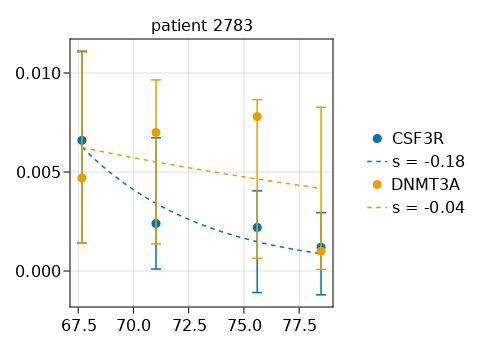 patient 2783
0.010
0.005
0.000
67.5 70.0 72.5 75.0 77.5
CSF3R
s = -0.18
DNMT3A
s = -0.04